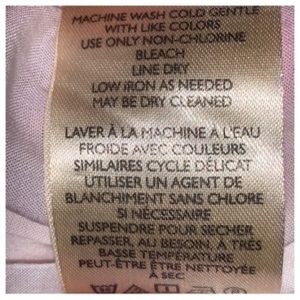 MACHINE WASH COLD GENTLE
WITH LIKE COLORS
USE ONLY NON-CHLORINE
BLEACH
LINE DRY
LOW IRON AS NEEDED
MAY BE DRY CLEANED
LAVER À LA MACHINE À L'EAU
FROIDE AVEC COULEURS
SIMILAIRES CYCLE DÉLICAT
UTILISER UN AGENT DE
BLANCHIMENT SANS CHLORE
SI NÉCESSAIRE
SUSPENDRE POUR SÉCHER
REPASSER, AU BESOIN, À TRÉS
BASSE TEMPÉRATURE
PEUT-ÊTRE ÊTRE NETTOYÉE
À SEC